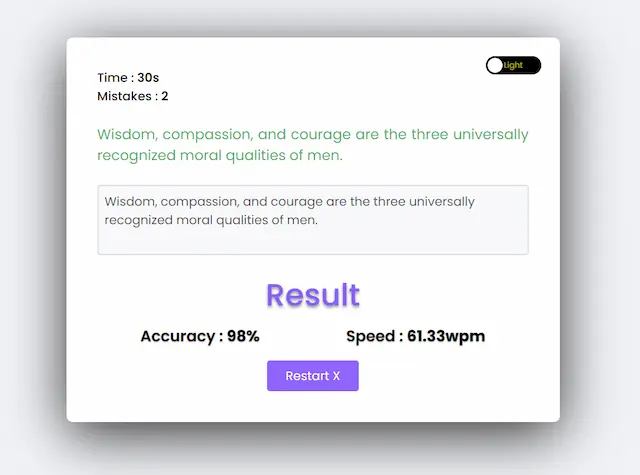 Light
Time : 30s
Mistakes : 2
Wisdom, compassion, and courage are the three universally
recognized moral qualities of men.
Wisdom, compassion, and courage are the three universally
recognized moral qualities of men.
Result
Accuracy : 98% Speed : 61.33wpm
Restart X